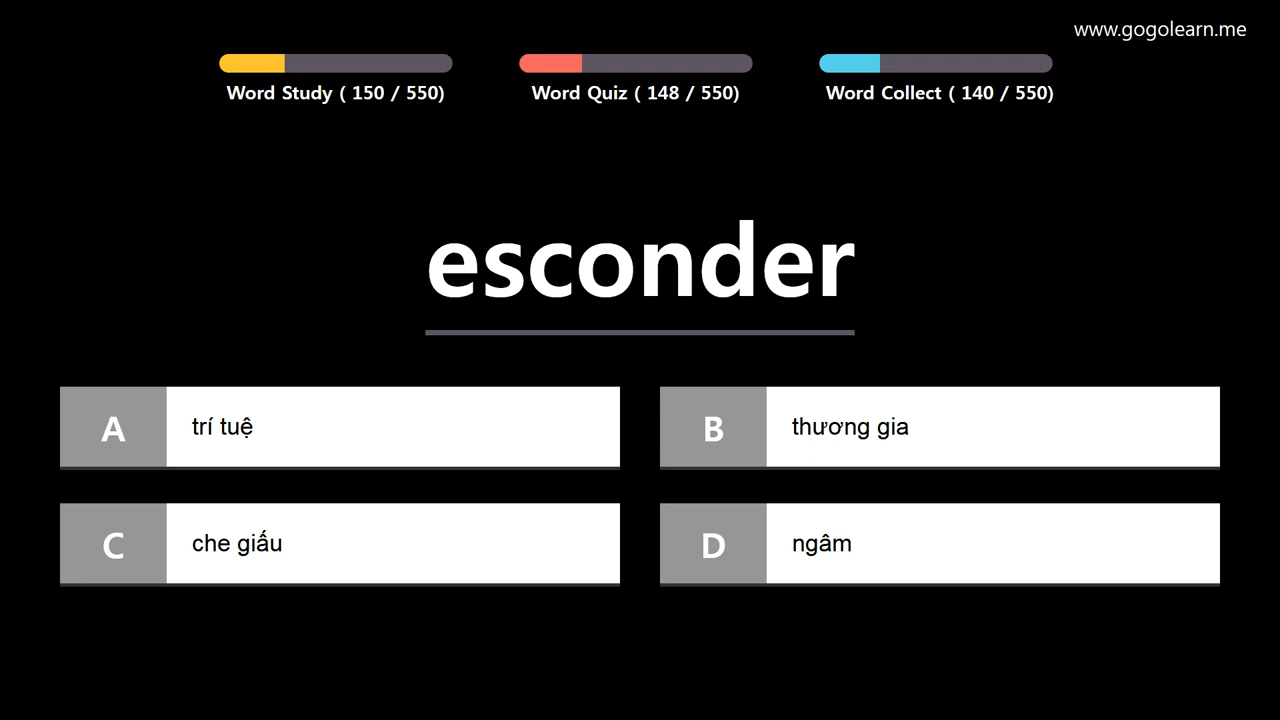 www.gogolearn.me
Word Study ( 150 / 550)
Word Quiz ( 148 / 550)
Word Collect ( 140 / 550)
esconder
A trí tuệ
B thương gia
C che giấu
D ngâm